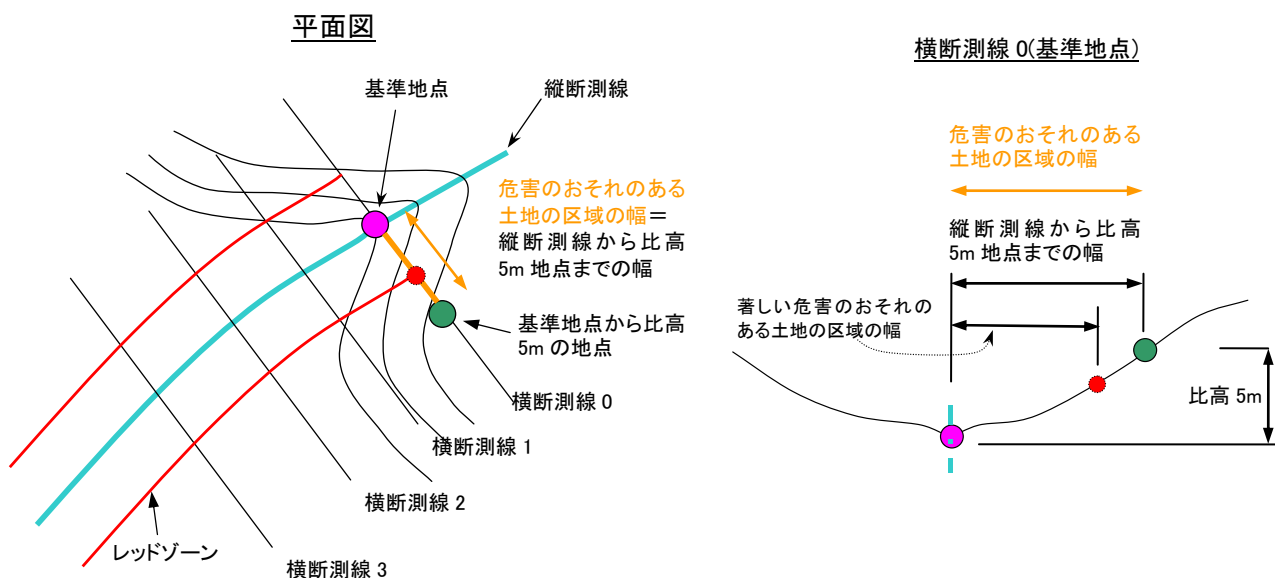 平面図
基準地点
縦断測線
危害のおそれのある
土地の区域の幅＝
縦断測線から比高
5m 地点までの幅
基準地点から比高
5m の地点
横断測線 0
横断測線 1
横断測線 2
横断測線 3
レッドゾーン
横断測線 0(基準地点)
危害のおそれのある
土地の区域の幅
縦断測線から比高
5m 地点までの幅
著しい危害のおそれの
ある土地の区域の幅
比高 5m